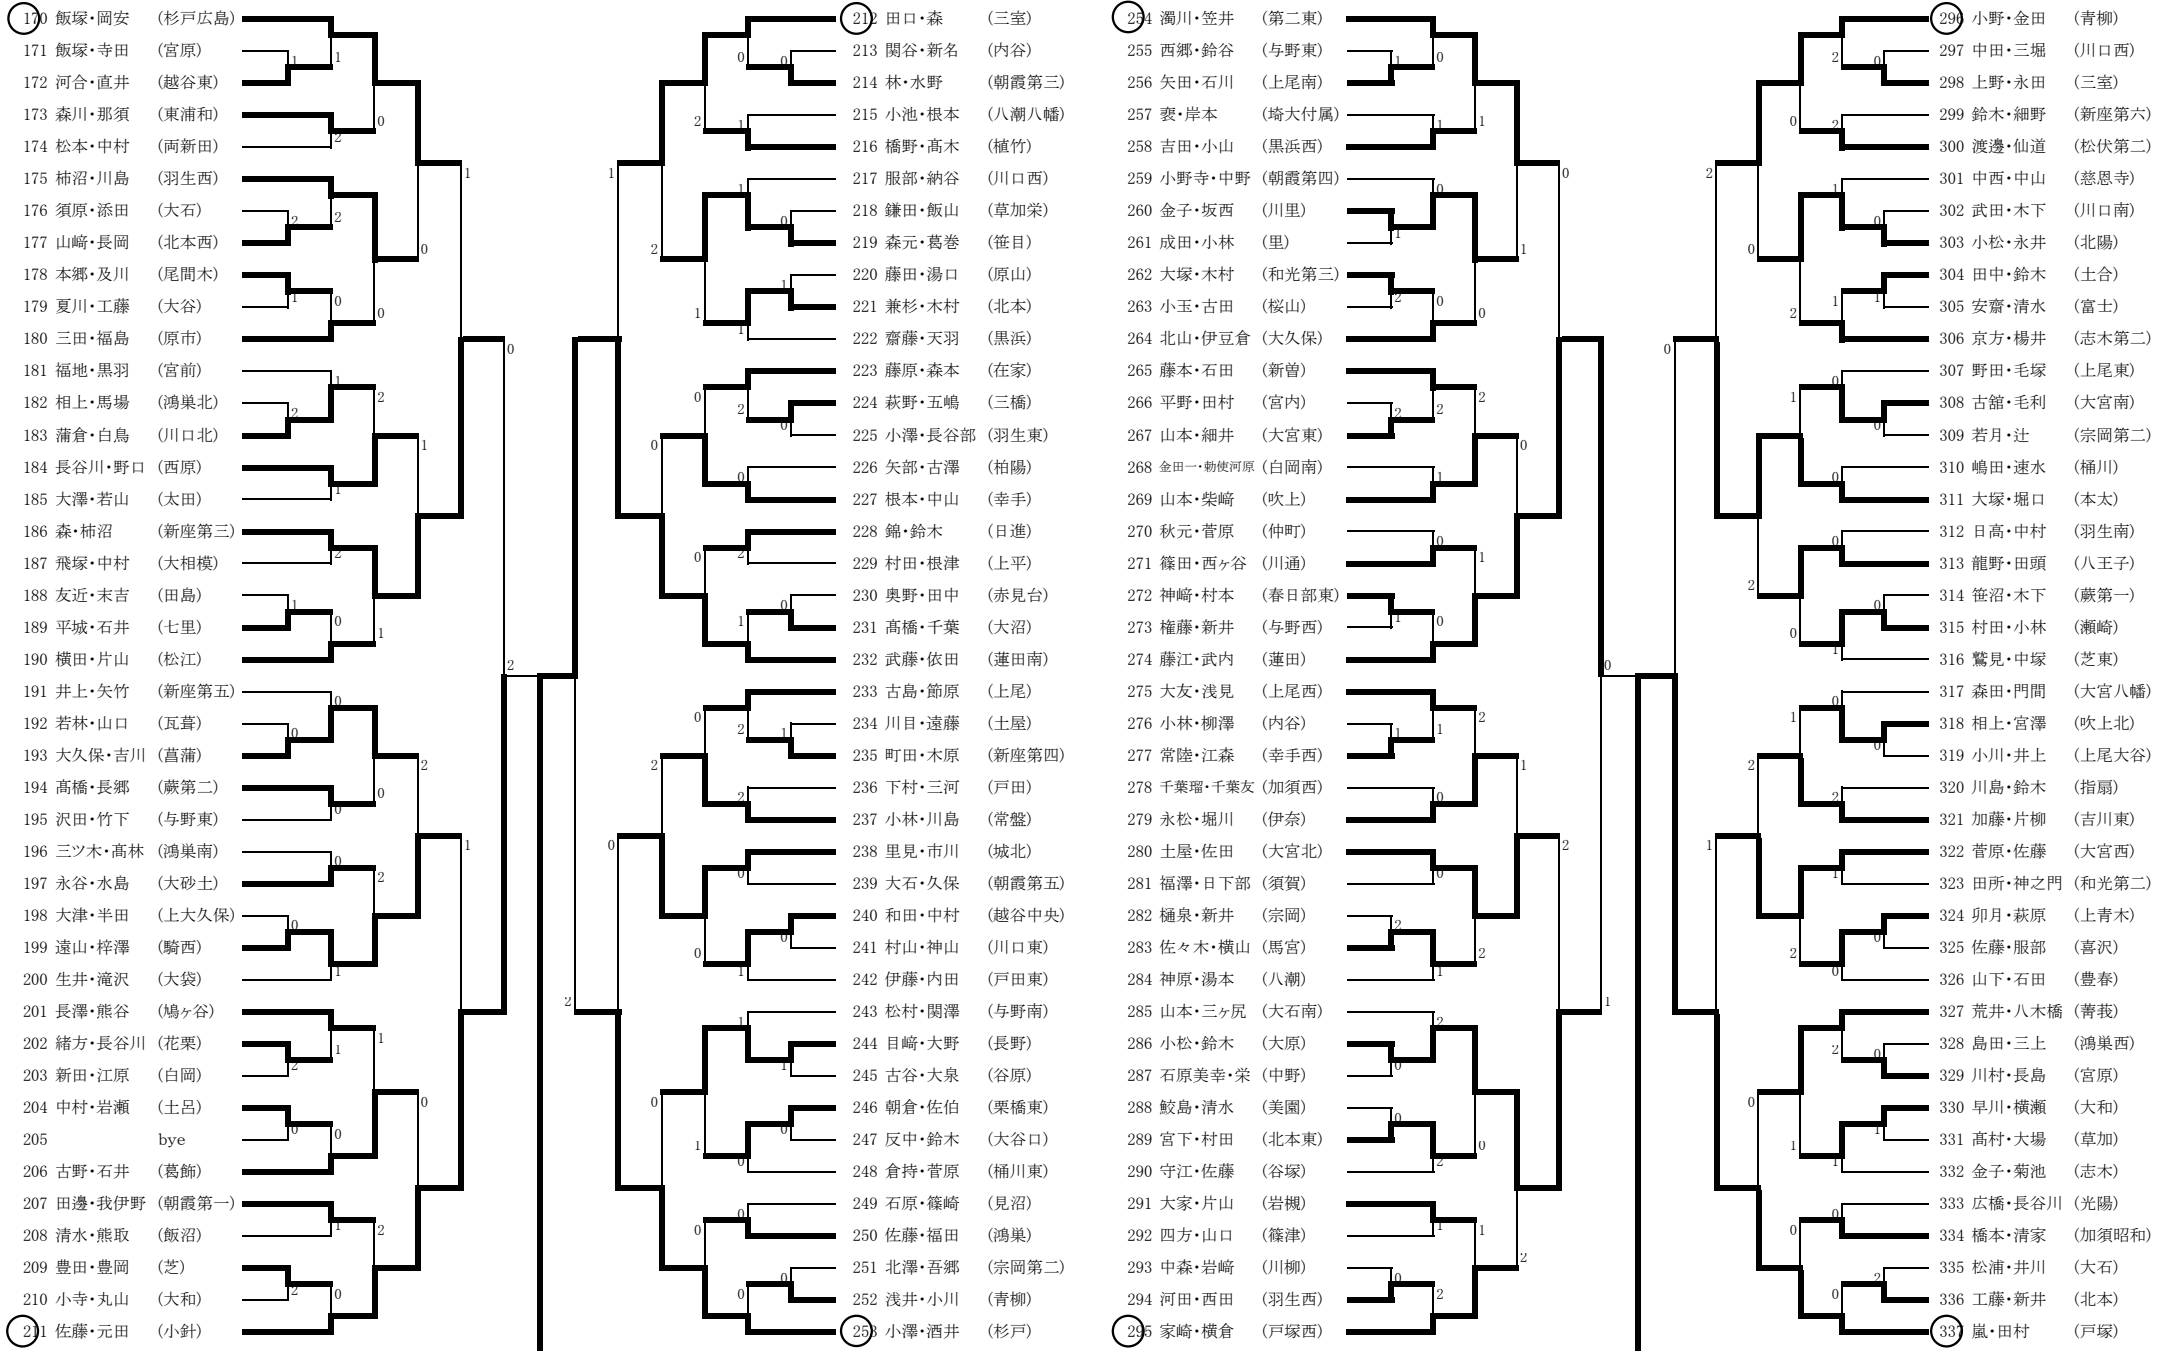 170 飯塚・岡安 (杉戸広島)
171 飯塚・寺田 (宮原)
172 河合・直井 (越谷東)
173 森川・那須 (東浦和)
174 松本・中村 (両新田)
175 柿沼・川島 (羽生西)
176 須原・添田 (大石)
177 山﨑・長岡 (北本西)
178 本郷・及川 (尾間木)
179 夏川・工藤 (大谷)
180 三田・福島 (原市)
181 福地・黒羽 (宮前)
182 相上・馬場 (鴻巣北)
183 蒲倉・白鳥 (川口北)
184 長谷川・野口 (西原)
185 大澤・若山 (太田)
186 森・柿沼 (新座第三)
187 飛塚・中村 (大相模)
188 友近・末吉 (田島)
189 平城・石井 (七里)
190 横田・片山 (松江)
191 井上・矢竹 (新座第五)
192 若林・山口 (瓦葺)
193 大久保・吉川 (菖蒲)
194 髙橋・長郷 (蕨第二)
195 沢田・竹下 (与野東)
196 三ツ木・髙林 (鴻巣南)
197 永谷・水島 (大砂土)
198 大津・半田 (上大久保)
199 遠山・梓澤 (騎西)
200 生井・滝沢 (大袋)
201 長澤・熊谷 (鳩ヶ谷)
202 緒方・長谷川 (花栗)
203 新田・江原 (白岡)
204 中村・岩瀬 (土呂)
205 bye
206 古野・石井 (葛飾)
207 田邊・我伊野 (朝霞第一)
208 清水・熊取 (飯沼)
209 豊田・豊岡 (芝)
210 小寺・丸山 (大和)
211 佐藤・元田 (小針)
212 田口・森 (三室)
213 関谷・新名 (内谷)
214 林・水野 (朝霞第三)
215 小池・根本 (八潮八幡)
216 橋野・髙木 (植竹)
217 服部・納谷 (川口西)
218 鎌田・飯山 (草加栄)
219 森元・葛巻 (笹目)
220 藤田・湯口 (原山)
221 兼杉・木村 (北本)
222 齋藤・天羽 (黒浜)
223 藤原・森本 (在家)
224 萩野・五嶋 (三橋)
225 小澤・長谷部 (羽生東)
226 矢部・古澤 (柏陽)
227 根本・中山 (幸手)
228 錦・鈴木 (日進)
229 村田・根津 (上平)
230 奥野・田中 (赤見台)
231 髙橋・千葉 (大沼)
232 武藤・依田 (蓮田南)
233 古島・節原 (上尾)
234 川目・遠藤 (土屋)
235 町田・木原 (新座第四)
236 下村・三河 (戸田)
237 小林・川島 (常盤)
238 里見・市川 (城北)
239 大石・久保 (朝霞第五)
240 和田・中村 (越谷中央)
241 村山・神山 (川口東)
242 伊藤・内田 (戸田東)
243 松村・関澤 (与野南)
244 目﨑・大野 (長野)
245 古谷・大泉 (谷原)
246 朝倉・佐伯 (栗橋東)
247 反中・鈴木 (大谷口)
248 倉持・菅原 (桶川東)
249 石原・篠崎 (見沼)
250 佐藤・福田 (鴻巣)
251 北澤・吾郷 (宗岡第二)
252 浅井・小川 (青柳)
253 小澤・酒井 (杉戸)
254 濁川・笠井 (第二東)
255 西郷・鈴谷 (与野東)
256 矢田・石川 (上尾南)
257 裵・岸本 (埼大付属)
258 吉田・小山 (黒浜西)
259 小野寺・中野 (朝霞第四)
260 金子・坂西 (川里)
261 成田・小林 (里)
262 大塚・木村 (和光第三)
263 小玉・古田 (桜山)
264 北山・伊豆倉 (大久保)
265 藤本・石田 (新曽)
266 平野・田村 (宮内)
267 山本・細井 (大宮東)
268 金田一・勅使河原 (白岡南)
269 山本・柴﨑 (吹上)
270 秋元・菅原 (仲町)
271 篠田・西ヶ谷 (川通)
272 神﨑・村本 (春日部東)
273 権藤・新井 (与野西)
274 藤江・武内 (蓮田)
275 大友・浅見 (上尾西)
276 小林・柳澤 (内谷)
277 常陸・江森 (幸手西)
278 千葉瑠・千葉友 (加須西)
279 永松・堀川 (伊奈)
280 土屋・佐田 (大宮北)
281 福澤・日下部 (須賀)
282 樋泉・新井 (宗岡)
283 佐々木・横山 (馬宮)
284 神原・湯本 (八潮)
285 山本・三ヶ尻 (大石南)
286 小松・鈴木 (大原)
287 石原美幸・栄 (中野)
288 鮫島・清水 (美園)
289 宮下・村田 (北本東)
290 守江・佐藤 (谷塚)
291 大家・片山 (岩槻)
292 四方・山口 (篠津)
293 中森・岩﨑 (川柳)
294 河田・西田 (羽生西)
295 家崎・横倉 (戸塚西)
296 小野・金田 (青柳)
297 中田・三堀 (川口西)
298 上野・永田 (三室)
299 鈴木・細野 (新座第六)
300 渡邊・仙道 (松伏第二)
301 中西・中山 (慈恩寺)
302 武田・木下 (川口南)
303 小松・永井 (北陽)
304 田中・鈴木 (土合)
305 安齋・清水 (富士)
306 京方・楊井 (志木第二)
307 野田・毛塚 (上尾東)
308 古舘・毛利 (大宮南)
309 若月・辻 (宗岡第二)
310 嶋田・速水 (桶川)
311 大塚・堀口 (本太)
312 日高・中村 (羽生南)
313 龍野・田頭 (八王子)
314 笹沼・木下 (蕨第一)
315 村田・小林 (瀬崎)
316 鷲見・中塚 (芝東)
317 森田・門間 (大宮八幡)
318 相上・宮澤 (吹上北)
319 小川・井上 (上尾大谷)
320 川島・鈴木 (指扇)
321 加藤・片柳 (吉川東)
322 菅原・佐藤 (大宮西)
323 田所・神之門 (和光第二)
324 卯月・萩原 (上青木)
325 佐藤・服部 (喜沢)
326 山下・石田 (豊春)
327 荒井・八木橋 (菁莪)
328 島田・三上 (鴻巣西)
329 川村・長島 (宮原)
330 早川・横瀬 (大和)
331 髙村・大場 (草加)
332 金子・菊池 (志木)
333 広橋・長谷川 (光陽)
334 橋本・清家 (加須昭和)
335 松浦・井川 (大石)
336 工藤・新井 (北本)
337 嵐・田村 (戸塚)